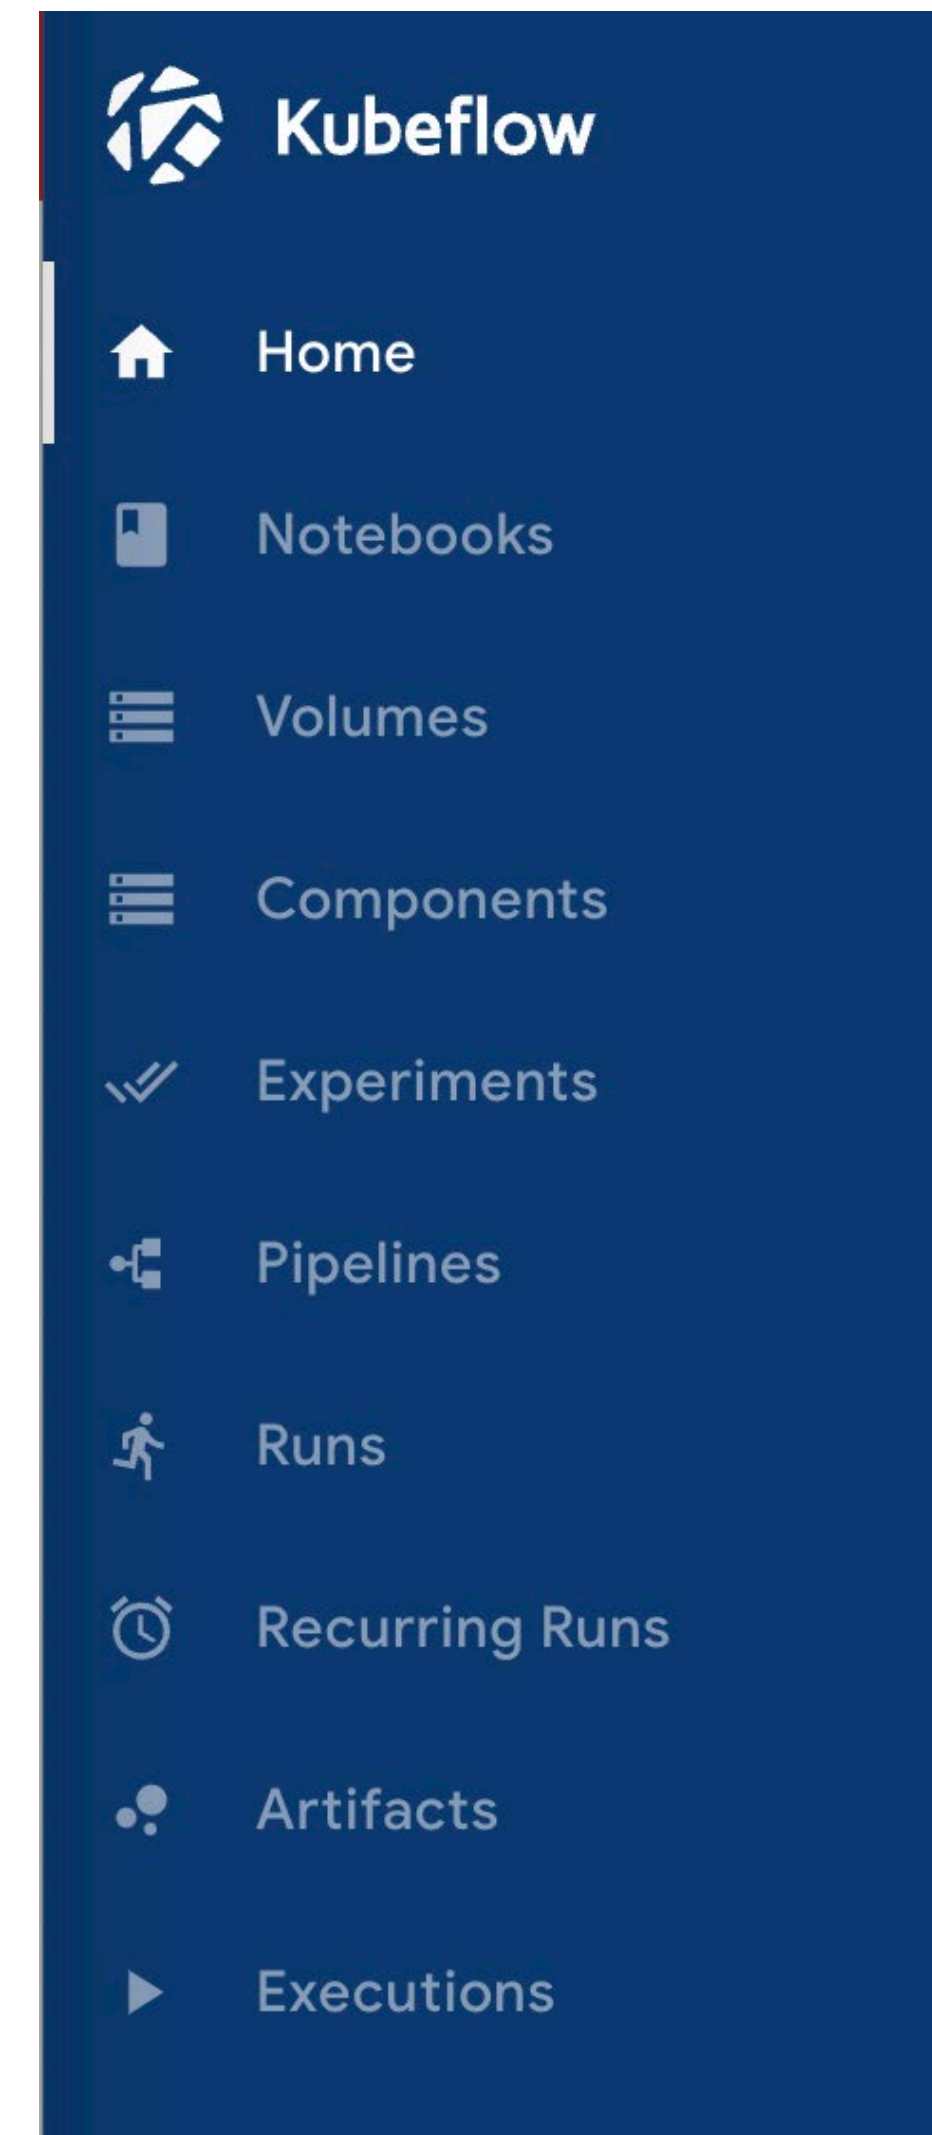 Kubeflow
Home
Notebooks
Volumes
Components
Experiments
Pipelines
Runs
Recurring Runs
Artifacts
Executions